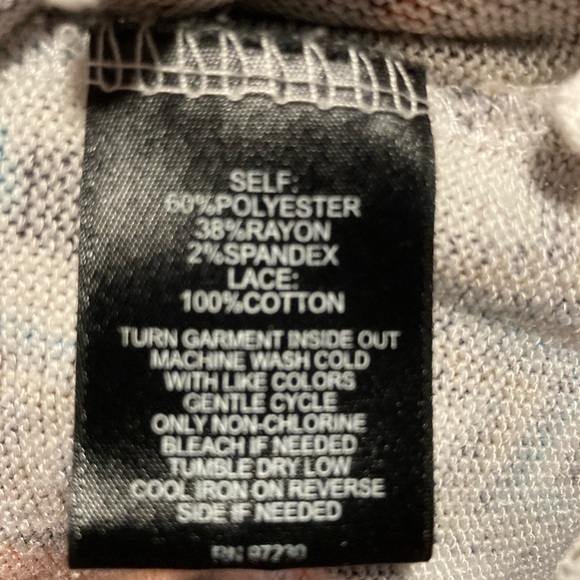 SELF:
60%POLYESTER
38%RAYON
2%SPANDEX
LACE:
100%COTTON
TURN GARMENT INSIDE OUT
MACHINE WASH COLD
WITH LIKE COLORS
GENTLE CYCLE
ONLY NON-CHLORINE
BLEACH IF NEEDED
TUMBLE DRY LOW
COOL IRON ON REVERSE
SIDE IF NEEDED
RN 97230